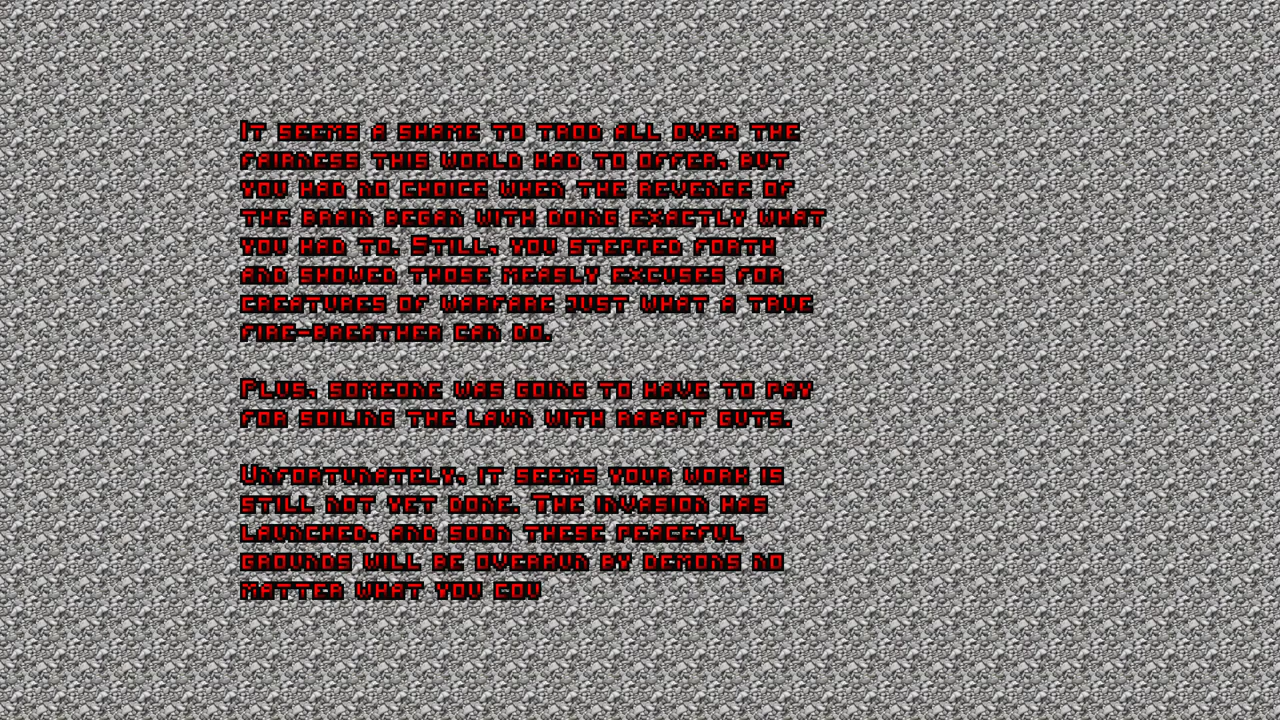 It seems a shame to trod all over the
fairness this world had to offer, but
you had no choice when the revenge of
the brain began with doing exactly what
you had to. Still, you stepped forth
and showed those measly excuses for
creatures of warfare just what a true
fire-breather can do.
Plus, someone was going to have to pay
for soiling the lawn with rabbit guts.
Unfortunately, it seems your work is
still not yet done. The invasion has
launched, and soon these peaceful
grounds will be overrun by demons no
matter what you cou